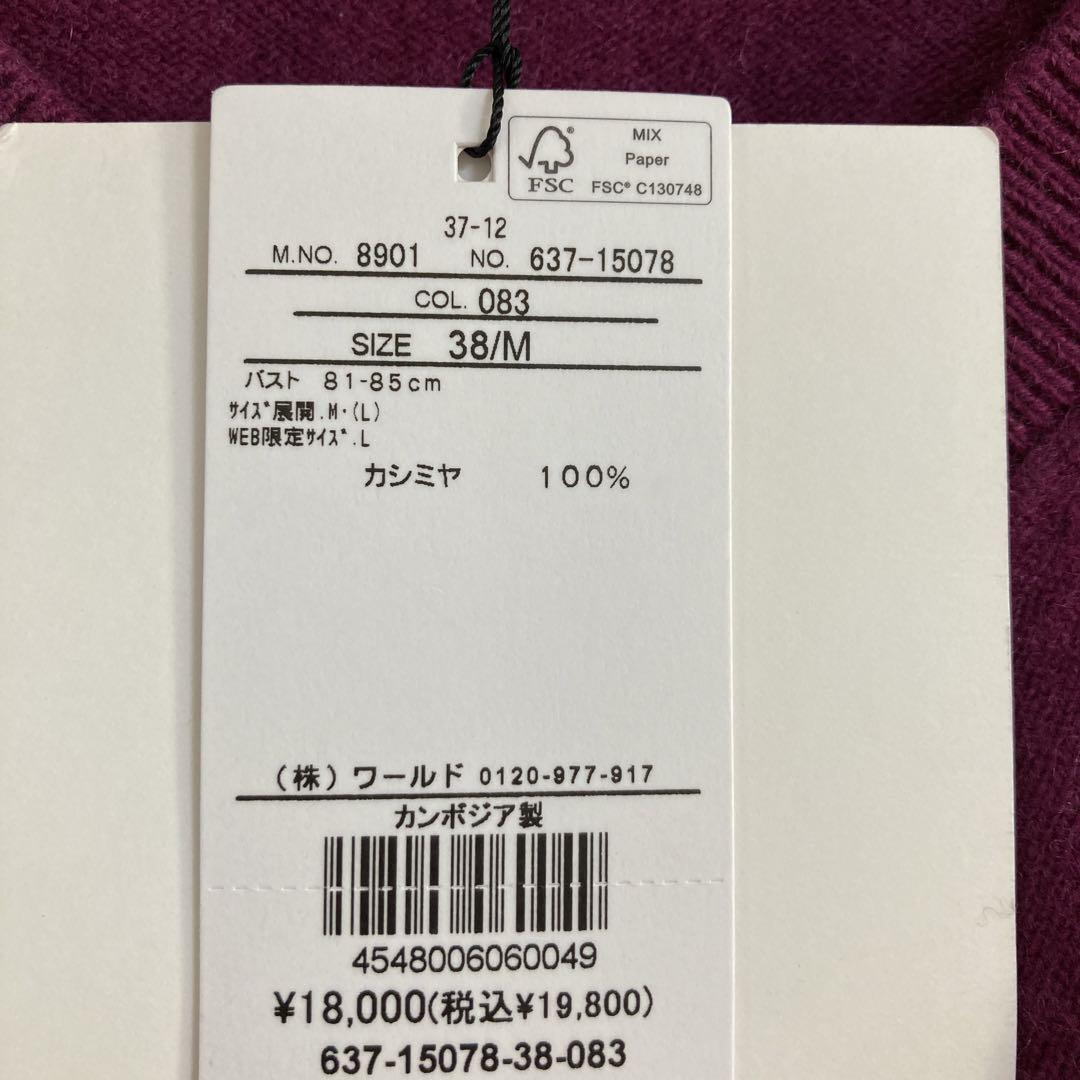 MIX
Paper
FSC® C130748
FSC
37-12
M.NO. 8901 NO. 637-15078
COL. 083
SIZE 38/M
バスト 81-85cm
ｻｲｽﾞ展開.M･(L)
WEB限定ｻｲｽﾞ.L
カシミヤ 100%
(株)ワールド 0120-977-917
カンボジア製
4548006060049
¥18,000(税込¥19,800)
637-15078-38-083